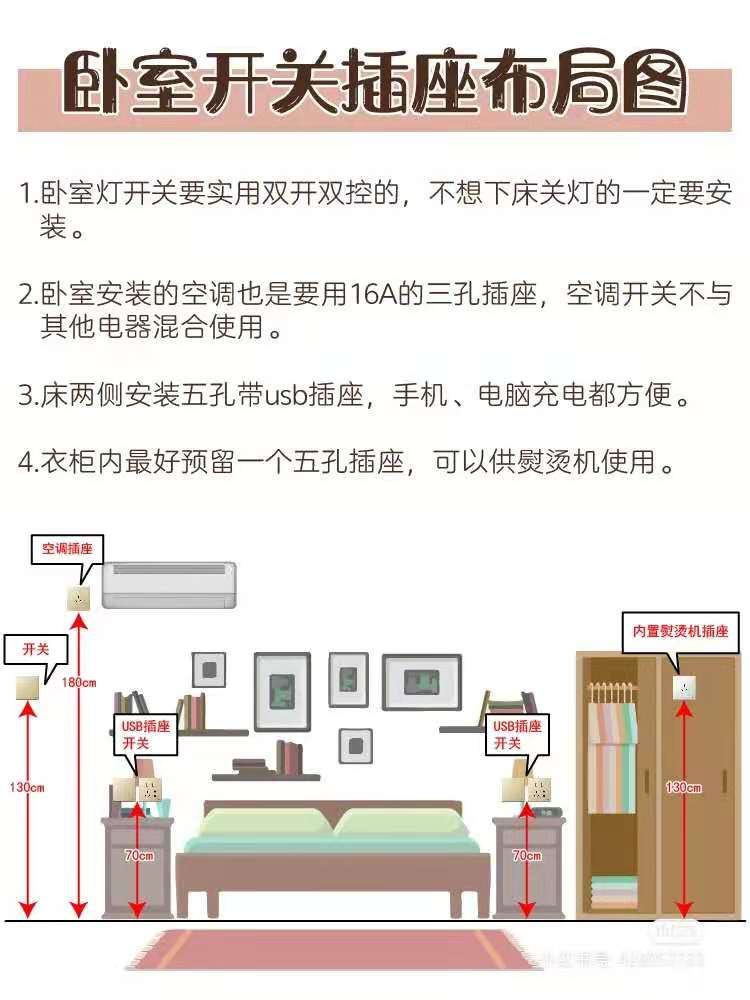 卧室开关插座布局图
1.卧室灯开关要实用双开双控的，不想下床关灯的一定要安
装。
2.卧室安装的空调也是要用16A的三孔插座，空调开关不与
其他电器混合使用。
3.床两侧安装五孔带usb插座，手机、电脑充电都方便。
4.衣柜内最好预留一个五孔插座，可以供熨烫机使用。
空调插座
开关
内置熨烫机插座
180cm
USB插座
开关
USB插座
开关
130cm
130cm
70cm
70cm